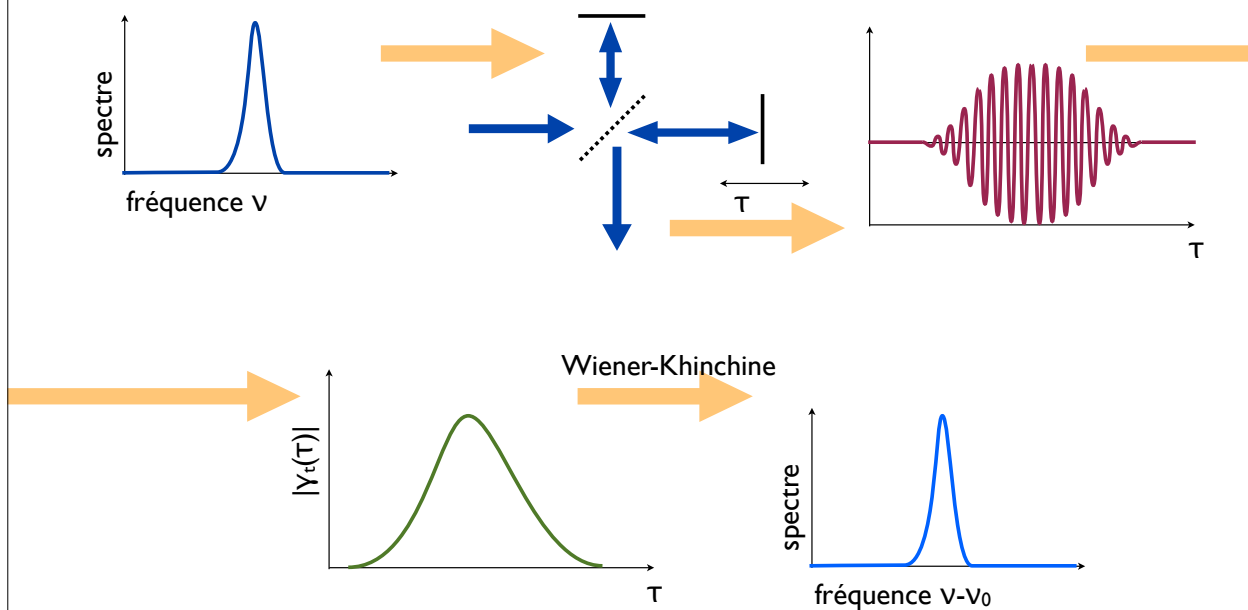 spectre
fréquence ν
τ
τ
Wiener-Khinchine
|γt(τ)|
τ
spectre
fréquence ν-ν0